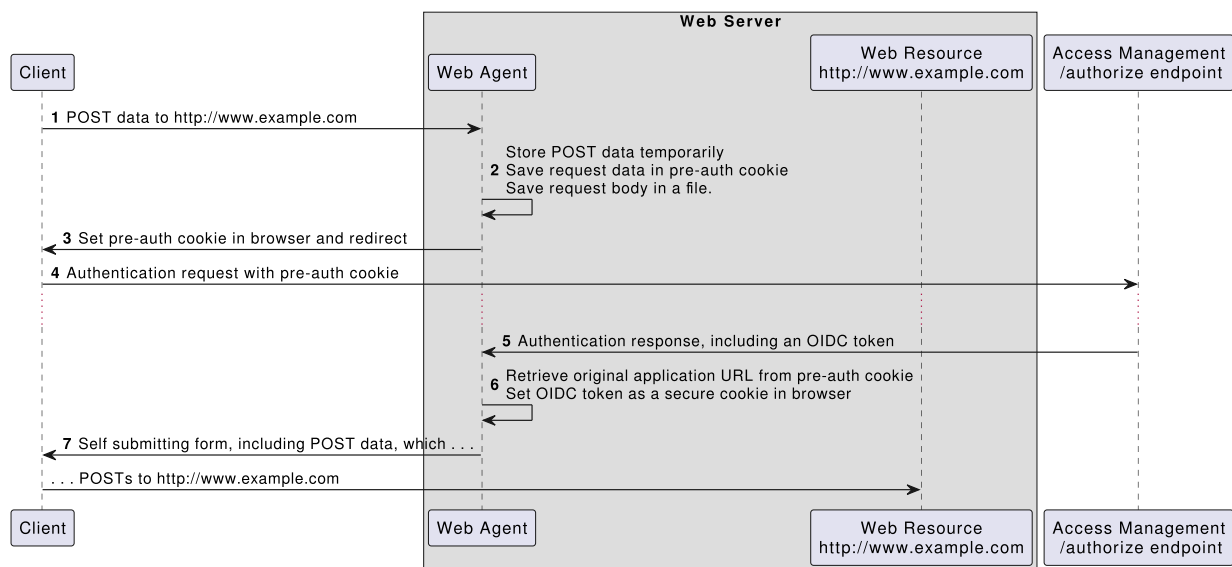 Web Server
Client
Web Agent
Web Resource
http://www.example.com
Access Management
/authorize endpoint
1 POST data to http://www.example.com
Store POST data temporarily
2 Save request data in pre-auth cookie
Save request body in a file.
3 Set pre-auth cookie in browser and redirect
4 Authentication request with pre-auth cookie
5 Authentication response, including an OIDC token
6 Retrieve original application URL from pre-auth cookie
Set OIDC token as a secure cookie in browser
7 Self submitting form, including POST data, which . . .
. . . POSTs to http://www.example.com
Client
Web Agent
Web Resource
http://www.example.com
Access Management
/authorize endpoint